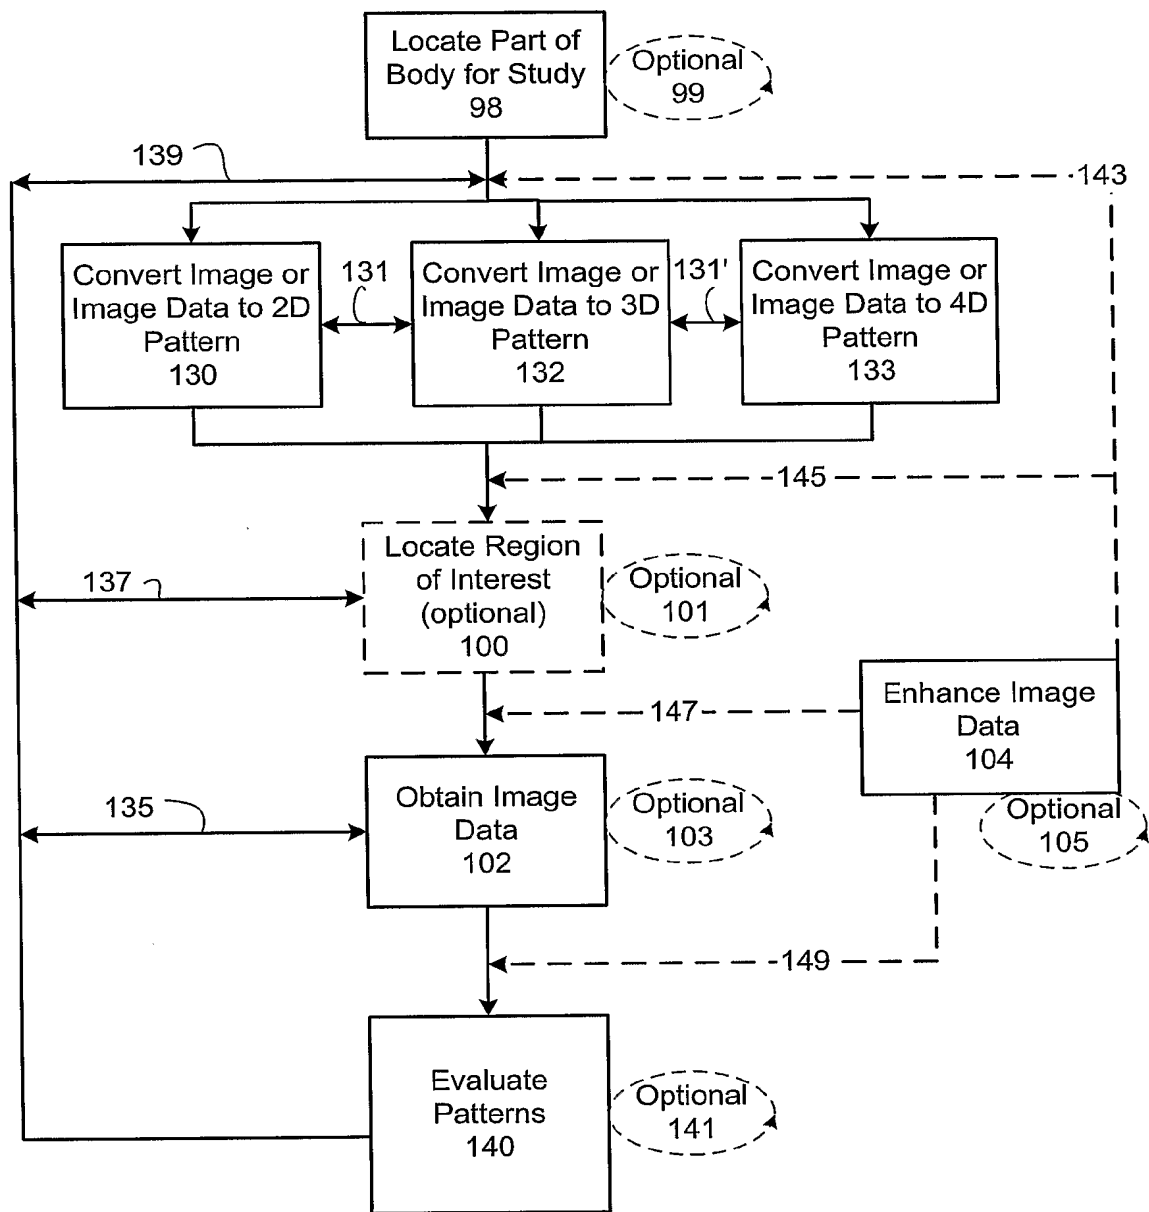 Locate Part of
Body for Study
98
Optional
99
139
143
Convert Image or
Image Data to 2D
Pattern
130
131
Convert Image or
Image Data to 3D
Pattern
132
131'
Convert Image or
Image Data to 4D
Pattern
133
145
Locate Region
of Interest
(optional)
100
Optional
101
137
147
Enhance Image
Data
104
Optional
105
Obtain Image
Data
102
Optional
103
135
149
Evaluate
Patterns
140
Optional
141